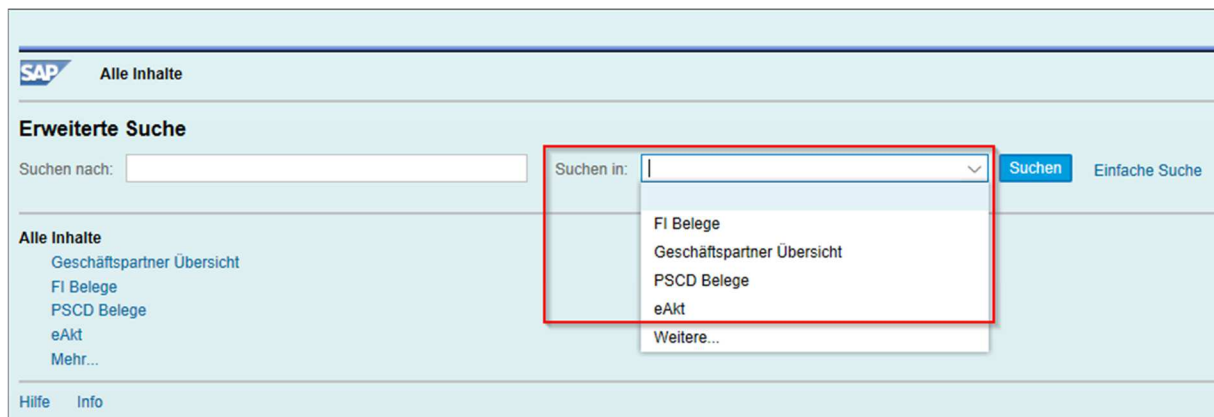 SAP Alle Inhalte
Erweiterte Suche
Suchen nach: Suchen in: Suchen Einfache Suche
FI Belege
Geschäftspartner Übersicht
PSCD Belege
eAkt
Weitere...
Alle Inhalte
Geschäftspartner Übersicht
FI Belege
PSCD Belege
eAkt
Mehr...
Hilfe Info